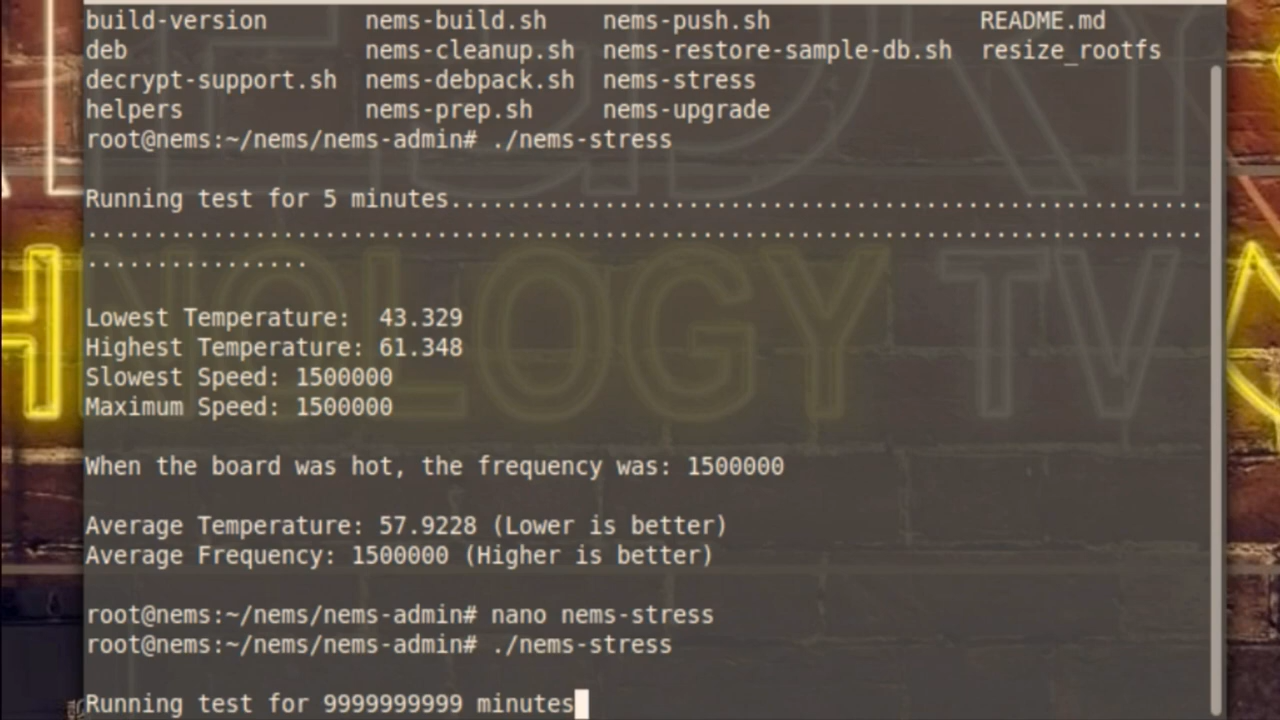 build-version nems-build.sh nems-push.sh README.md
deb nems-cleanup.sh nems-restore-sample-db.sh resize_rootfs
decrypt-support.sh nems-debpack.sh nems-stress
helpers nems-prep.sh nems-upgrade
root@nems:~/nems/nems-admin# ./nems-stress
Running test for 5 minutes......................................................
................................................................................
................
Lowest Temperature: 43.329
Highest Temperature: 61.348
Slowest Speed: 1500000
Maximum Speed: 1500000
When the board was hot, the frequency was: 1500000
Average Temperature: 57.9228 (Lower is better)
Average Frequency: 1500000 (Higher is better)
root@nems:~/nems/nems-admin# nano nems-stress
root@nems:~/nems/nems-admin# ./nems-stress
Running test for 9999999999 minutes
HNOLOGY TV